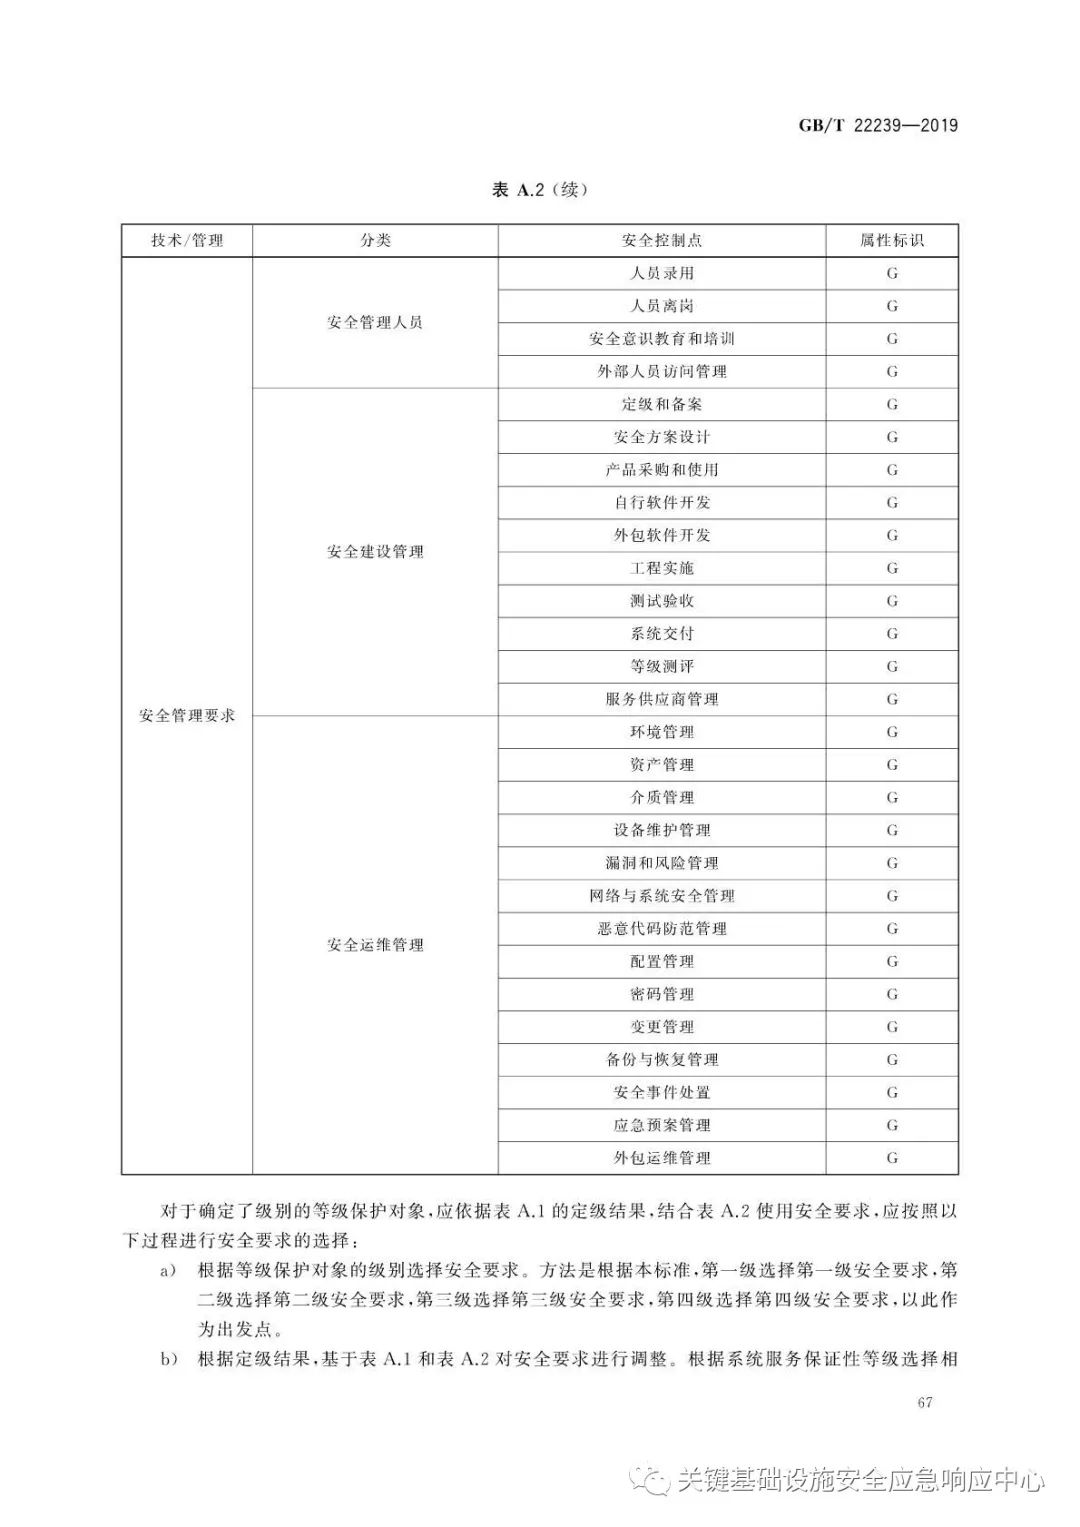 GB/T 22239—2019
表 A.2（续）
技术/管理 分类 安全控制点 属性标识
安全管理要求
安全管理人员
人员录用 G
人员离岗 G
安全意识教育和培训 G
外部人员访问管理 G
安全建设管理
定级和备案 G
安全方案设计 G
产品采购和使用 G
自行软件开发 G
外包软件开发 G
工程实施 G
测试验收 G
系统交付 G
等级测评 G
服务供应商管理 G
安全运维管理
环境管理 G
资产管理 G
介质管理 G
设备维护管理 G
漏洞和风险管理 G
网络与系统安全管理 G
恶意代码防范管理 G
配置管理 G
密码管理 G
变更管理 G
备份与恢复管理 G
安全事件处置 G
应急预案管理 G
外包运维管理 G
对于确定了级别的等级保护对象,应依据表 A.1 的定级结果,结合表 A.2 使用安全要求,应按照以
下过程进行安全要求的选择:
a) 根据等级保护对象的级别选择安全要求。方法是根据本标准,第一级选择第一级安全要求,第
二级选择第二级安全要求,第三级选择第三级安全要求,第四级选择第四级安全要求,以此作
为出发点。
b) 根据定级结果,基于表 A.1 和表 A.2 对安全要求进行调整。根据系统服务保证性等级选择相
67
关键基础设施安全应急响应中心